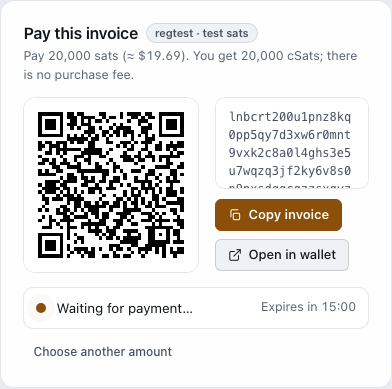 Pay this invoice
regtest · test sats
Pay 20,000 sats (≈ $19.69). You get 20,000 cSats; there
is no purchase fee.
lnbcrt200u1pnz8kq
0pp5qy7d3xw6r0mnt
9vxk2c8a0l4ghs3e5
u7wqzq3jf2ky6v8s0
Copy invoice
Open in wallet
Waiting for payment...
Expires in 15:00
Choose another amount